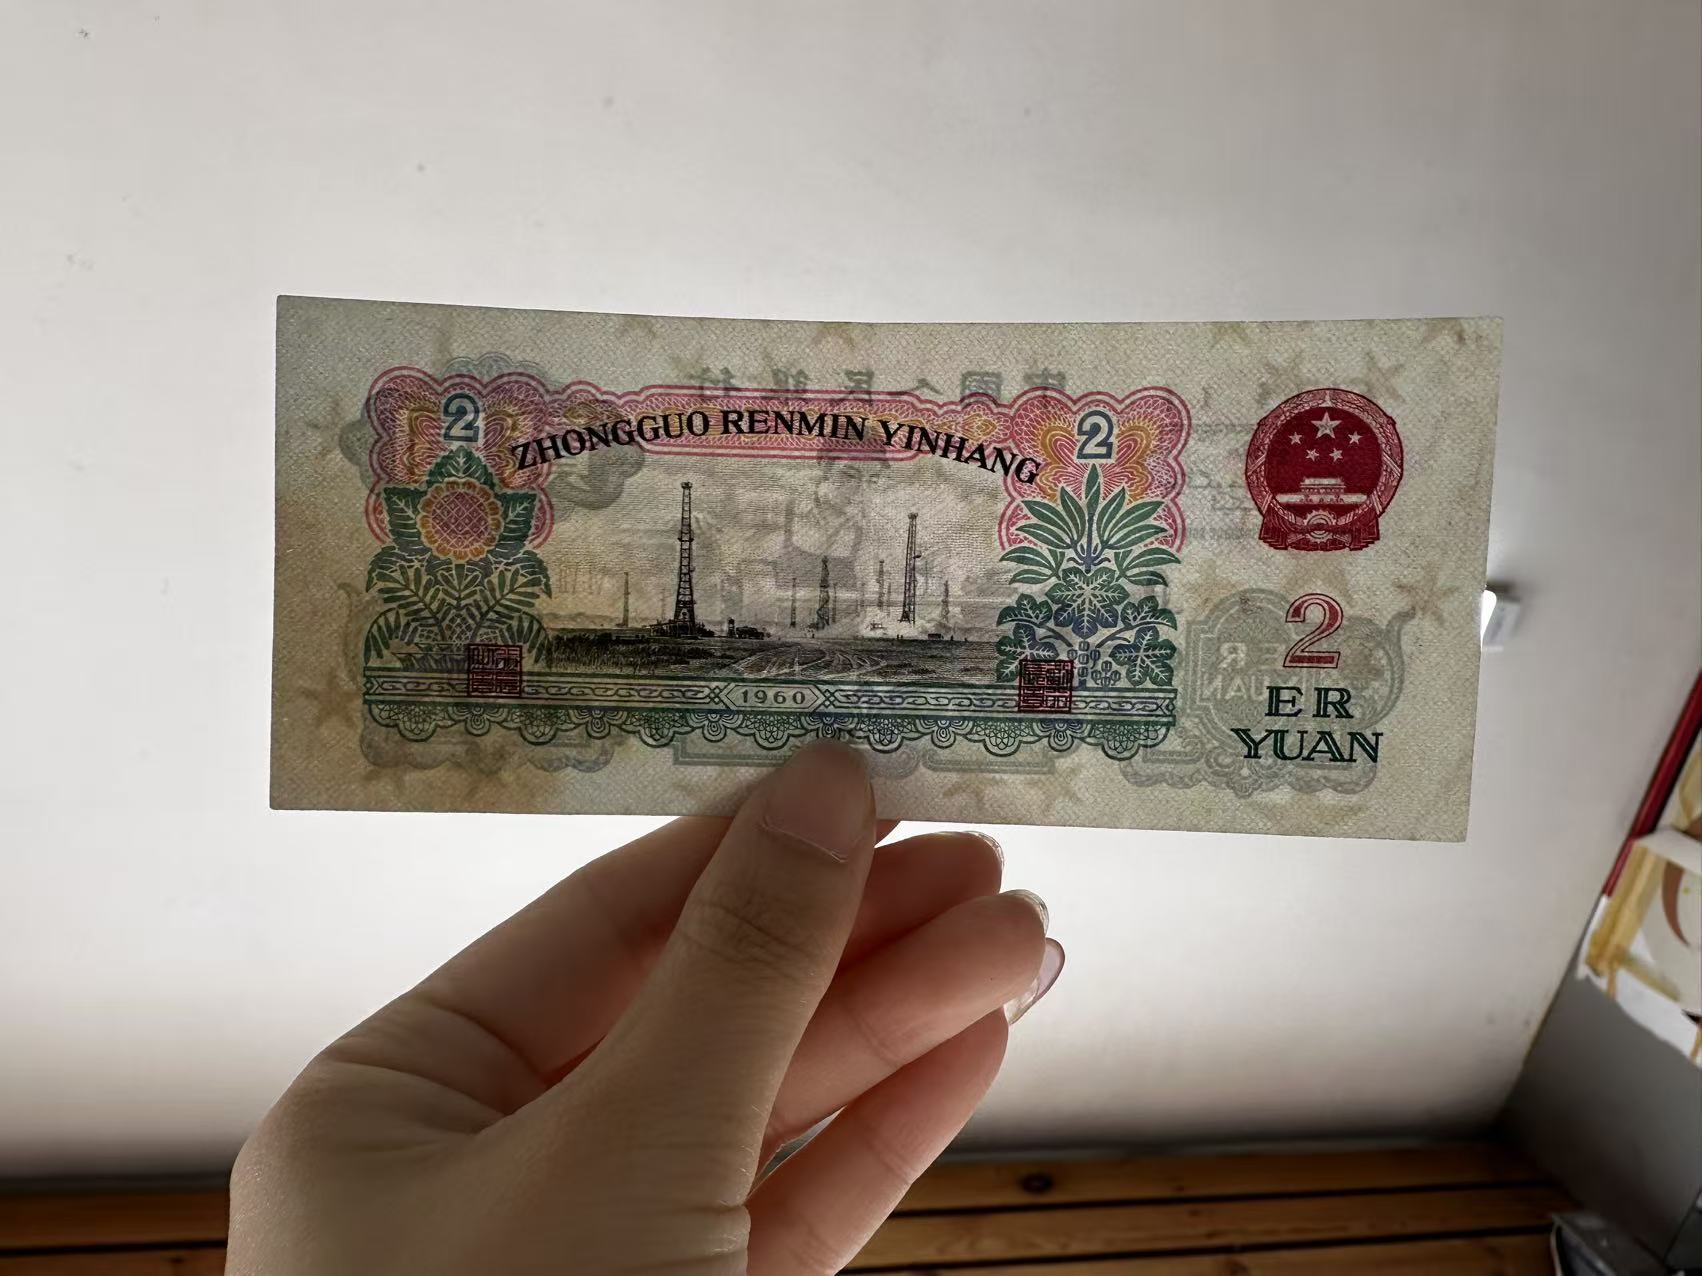 2
ZHONGGUO RENMIN YINHANG
2
1960
2
ER
YUAN